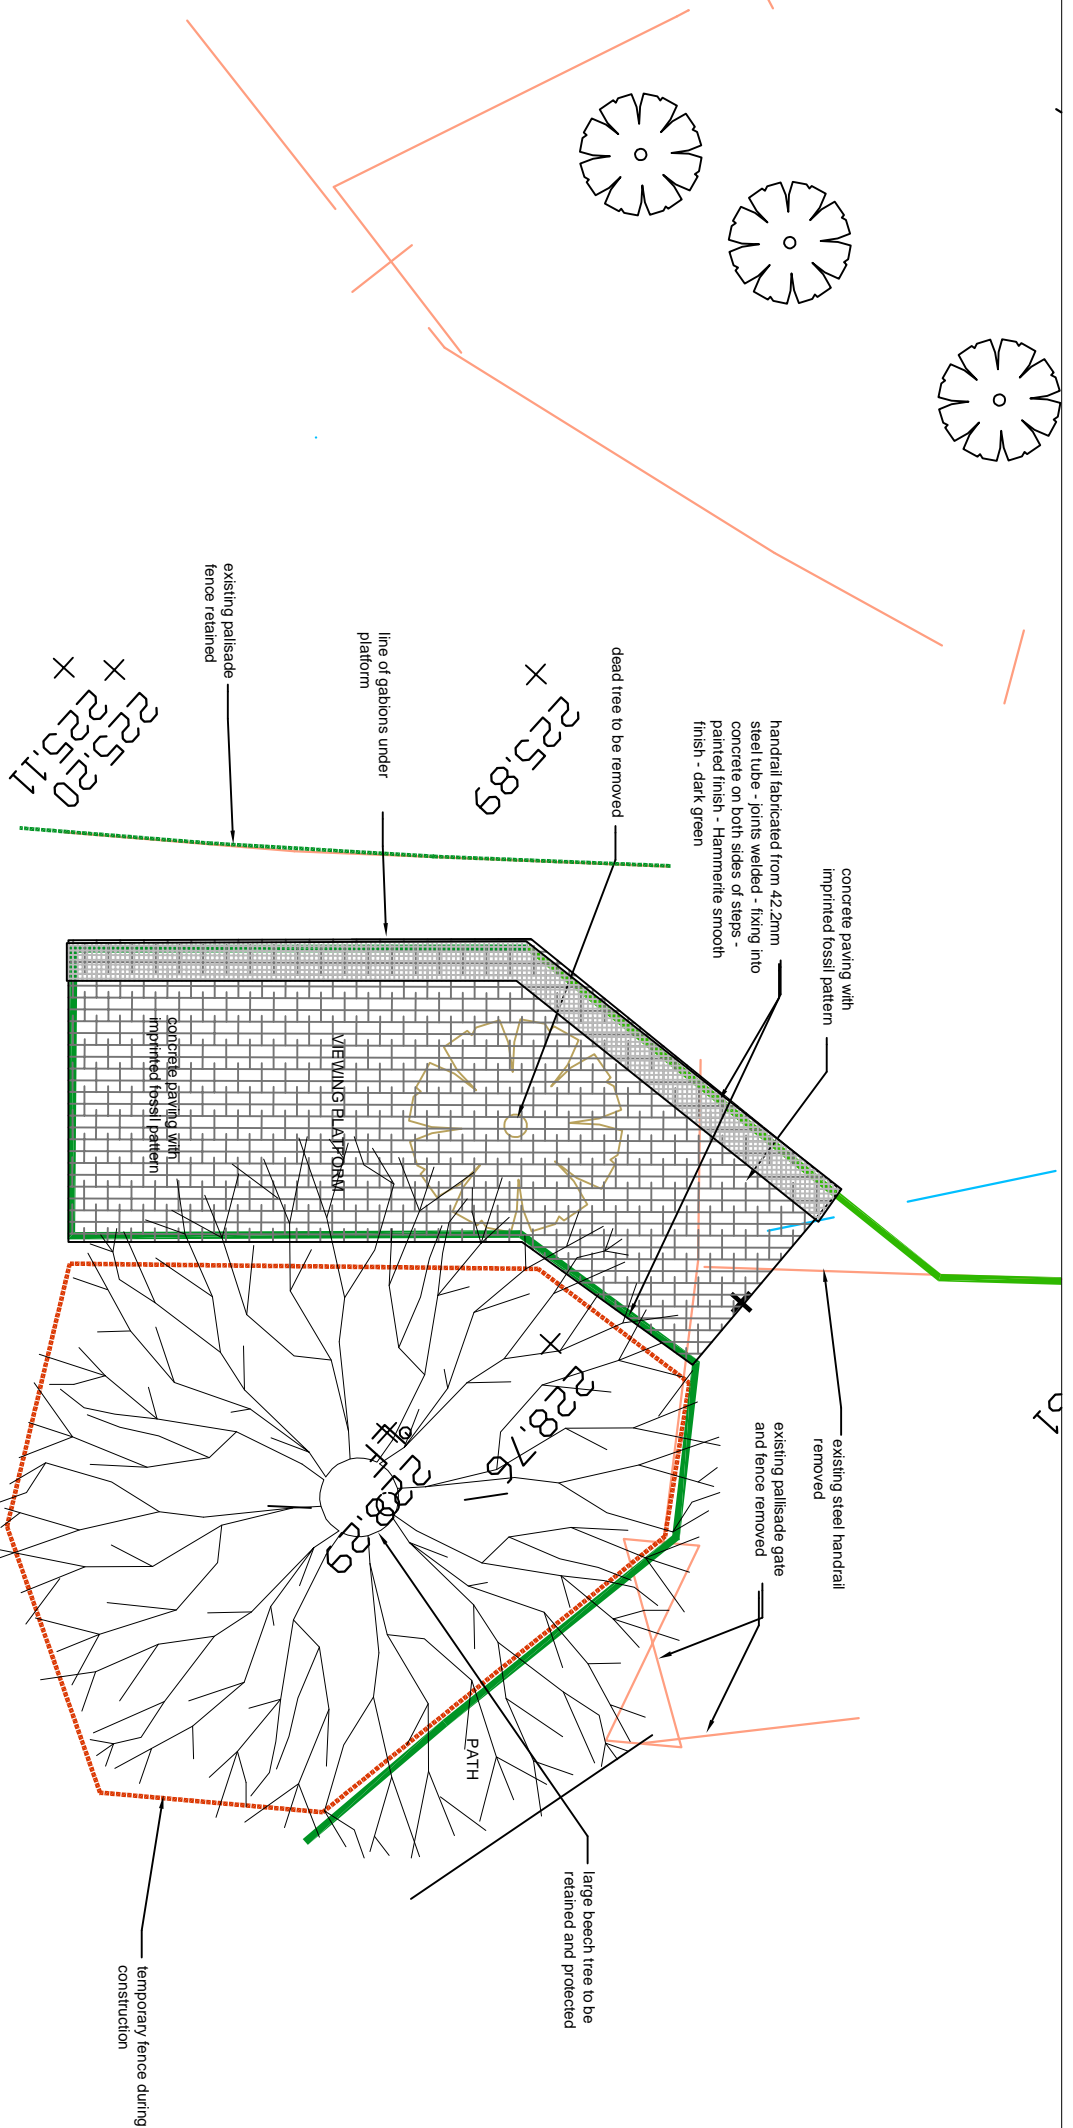 existing palisade
fence retained
225.20
225.11
line of gabions under
platform
225.89
dead tree to be removed
handrail fabricated from 42.2mm
steel tube - joints welded - fixing into
concrete on both sides of steps -
painted finish - Hammerite smooth
finish - dark green
concrete paving with
imprinted fossil pattern
VIEWING PLATFORM
concrete paving with
imprinted fossil pattern
existing steel handrail
removed
existing pallisade gate
and fence removed
PATH
large beech tree to be
retained and protected
temporary fence during
construction